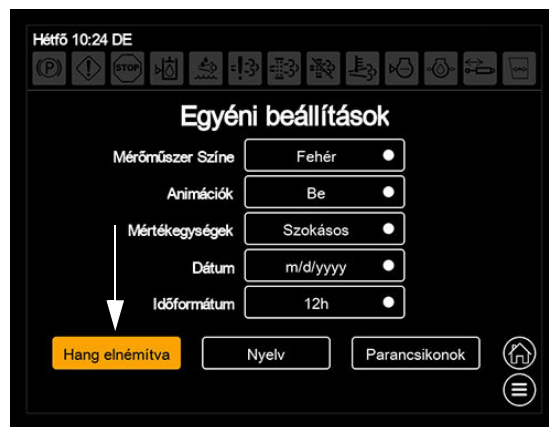 Hétfő 10:24 DE
(P) STOP
Egyéni beállítások
Mérőműszer Színe Fehér
Animációk Be
Mértékegységek Szokásos
Dátum m/d/yyyy
Időformátum 12h
Hang elnémítva Nyelv Parancsikonok